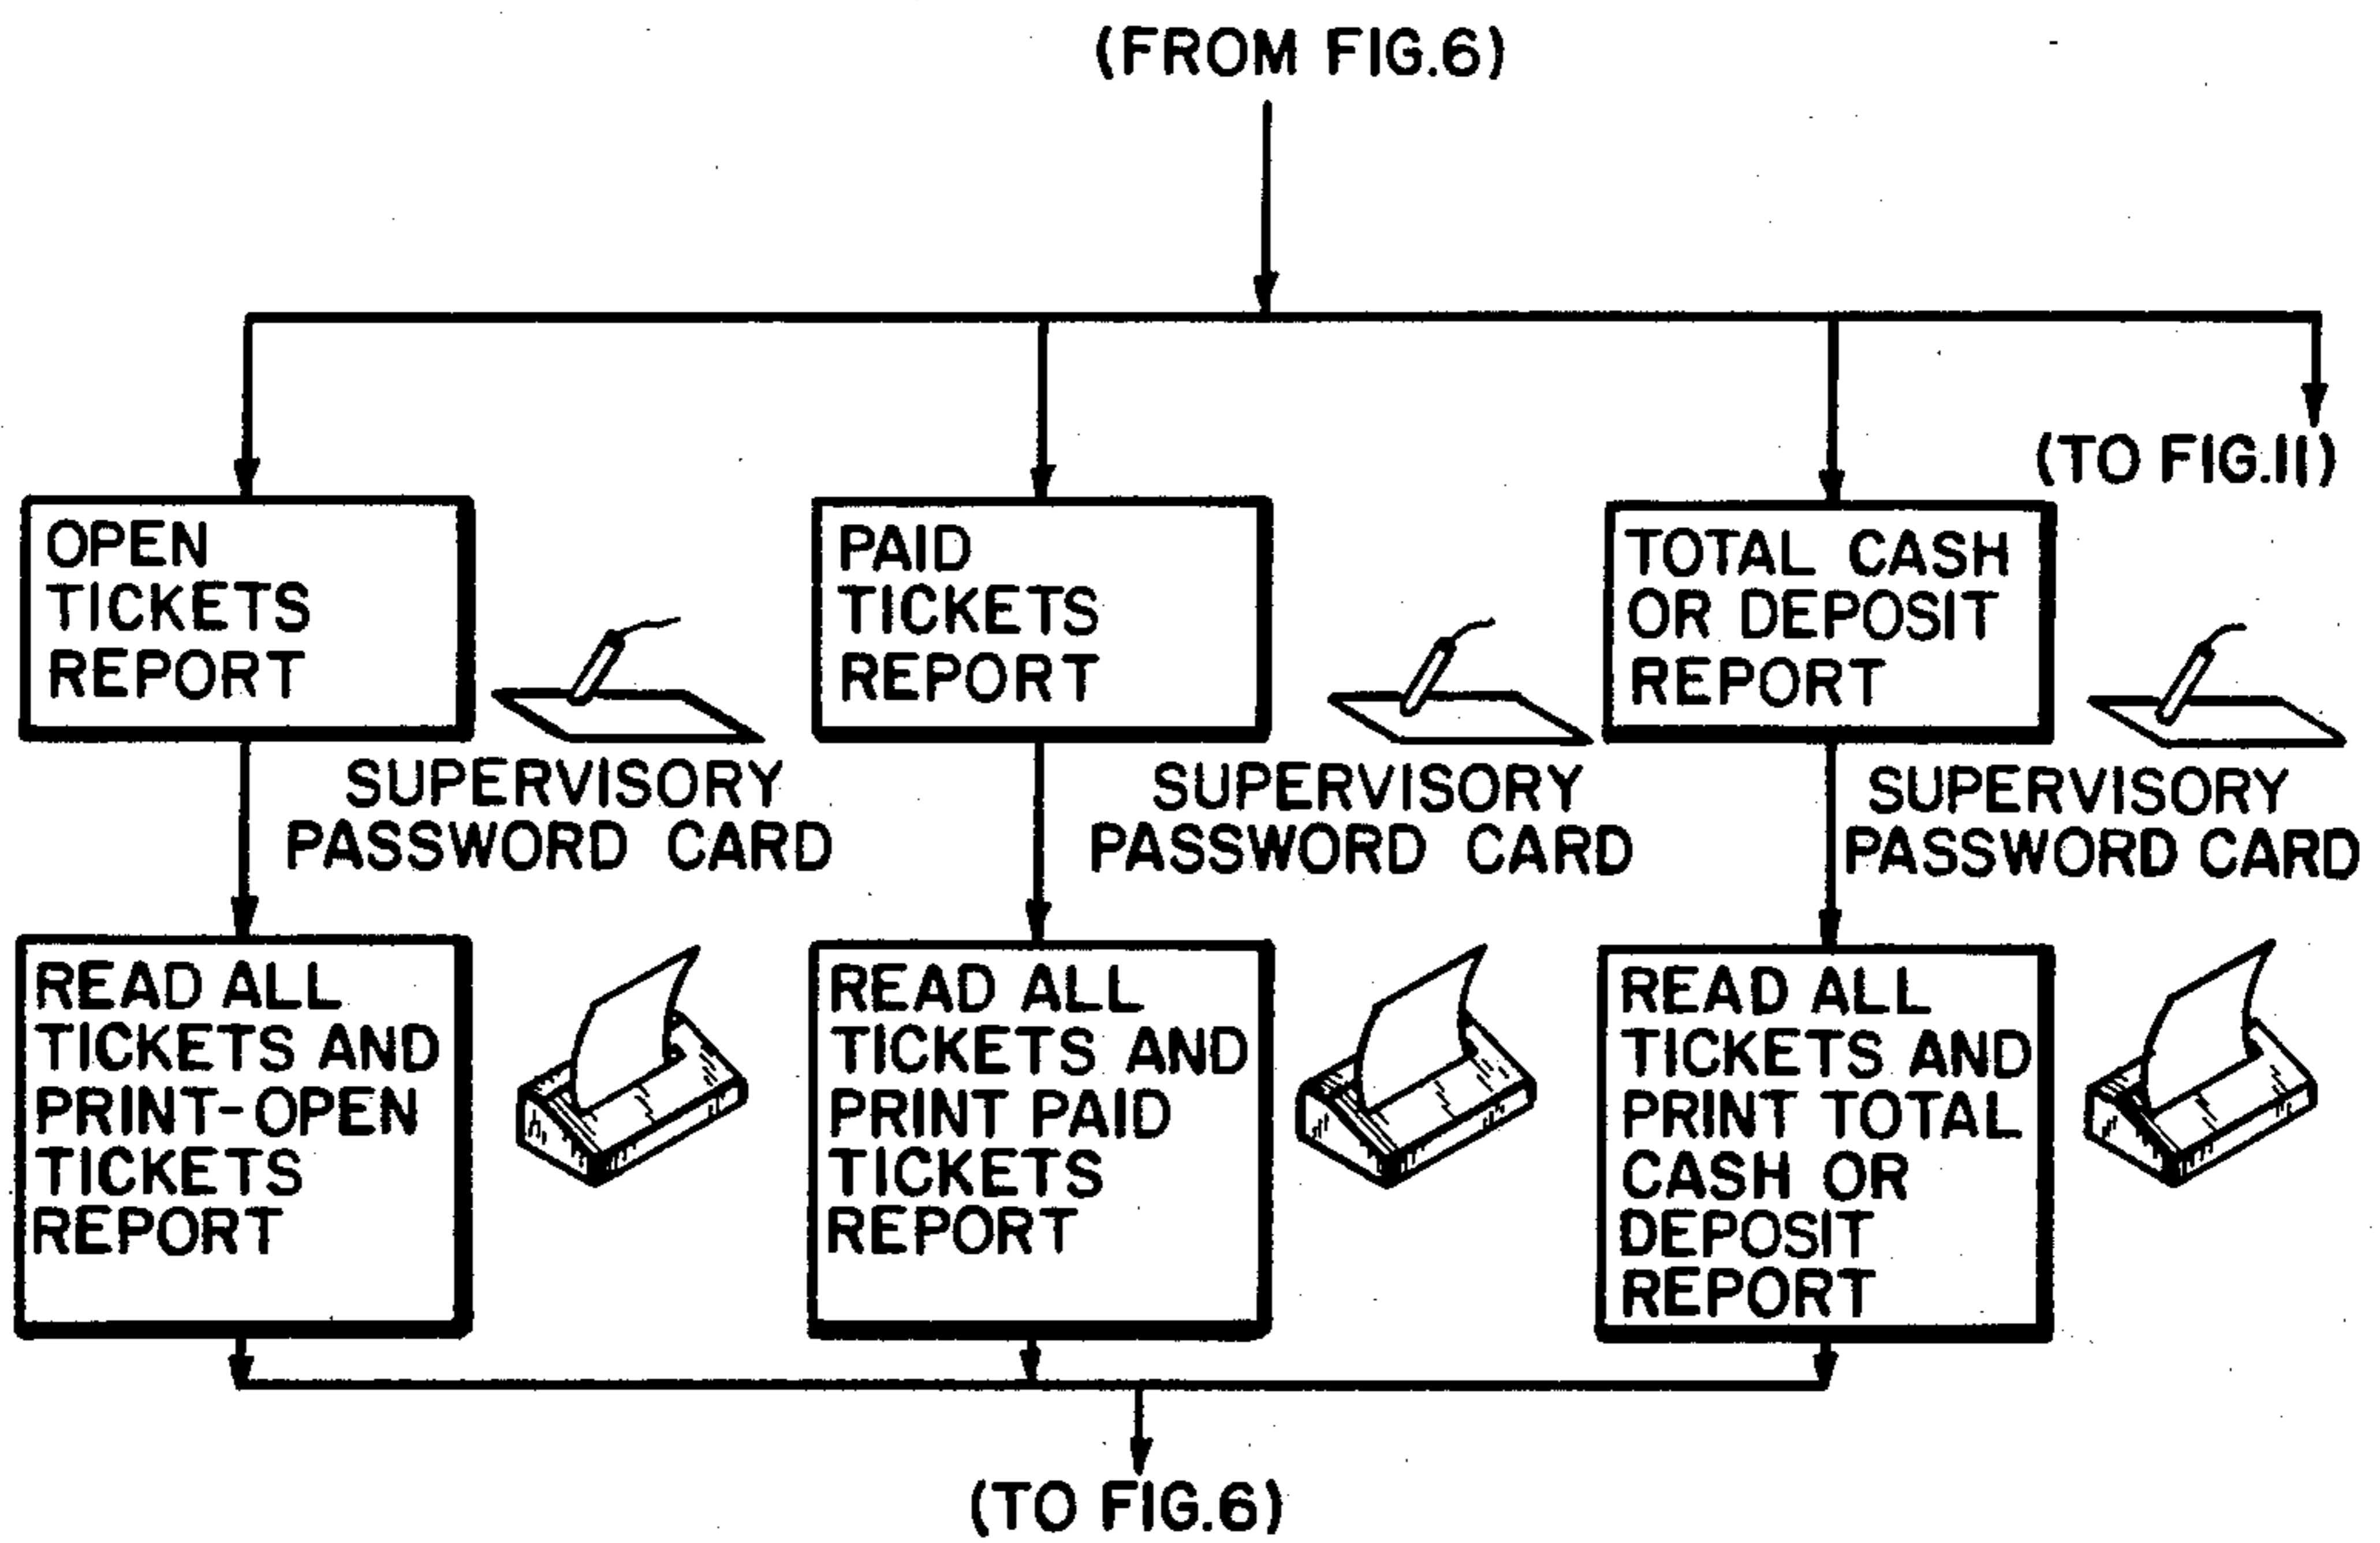 (FROM FIG.6)
(TO FIG.11)
OPEN
TICKETS
REPORT
PAID
TICKETS
REPORT
TOTAL CASH
OR DEPOSIT
REPORT
SUPERVISORY
PASSWORD CARD
SUPERVISORY
PASSWORD CARD
SUPERVISORY
PASSWORD CARD
READ ALL
TICKETS AND
PRINT-OPEN
TICKETS
REPORT
READ ALL
TICKETS AND
PRINT PAID
TICKETS
REPORT
READ ALL
TICKETS AND
PRINT TOTAL
CASH OR
DEPOSIT
REPORT
(TO FIG.6)